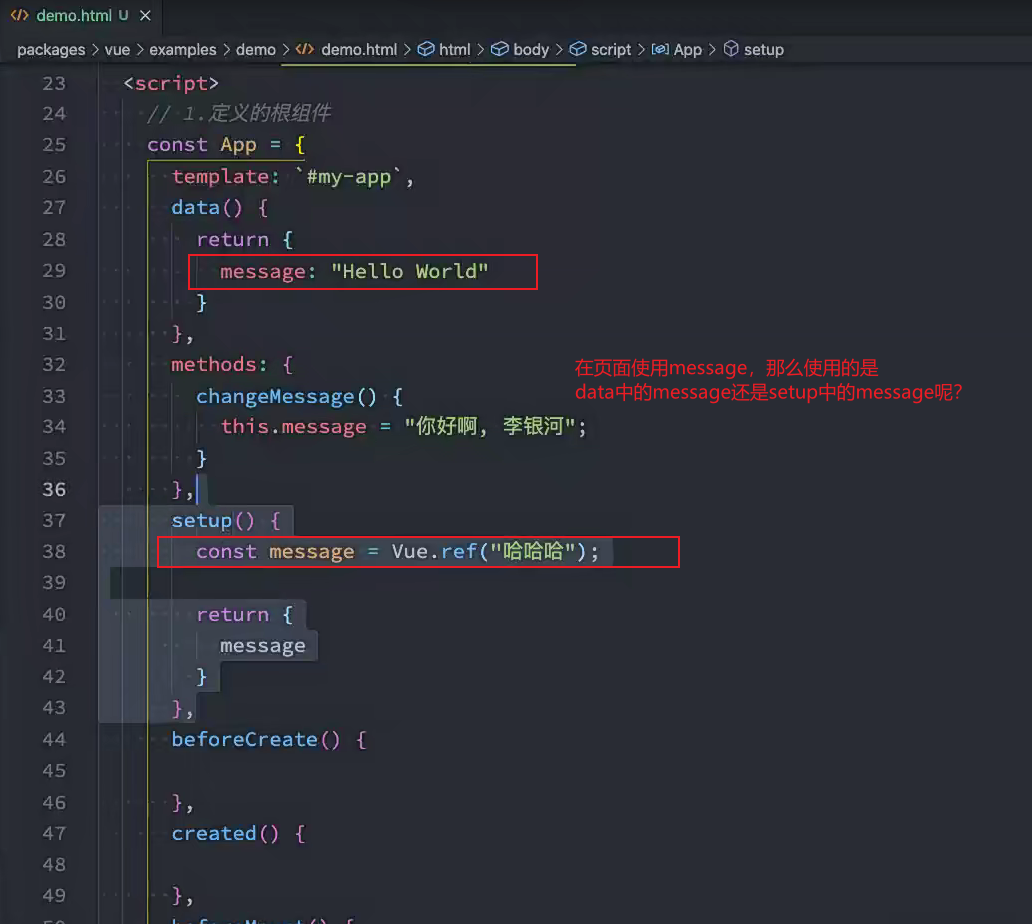 demo.html U
packages vue examples demo demo.html html body script App setup
23 <script>
24 // 1.定义的根组件
25 const App = {
26 template: `#my-app`,
27 data() {
28 return {
29 message: "Hello World"
30 }
31 },
32 methods: {
33 changeMessage() {
34 this.message = "你好啊, 李银河";
35 }
36 },
37 setup() {
38 const message = Vue.ref("哈哈哈");
39
40 return {
41 message
42 }
43 },
44 beforeCreate() {
45
46 },
47 created() {
48
49 },
在页面使用message，那么使用的是
data中的message还是setup中的message呢?